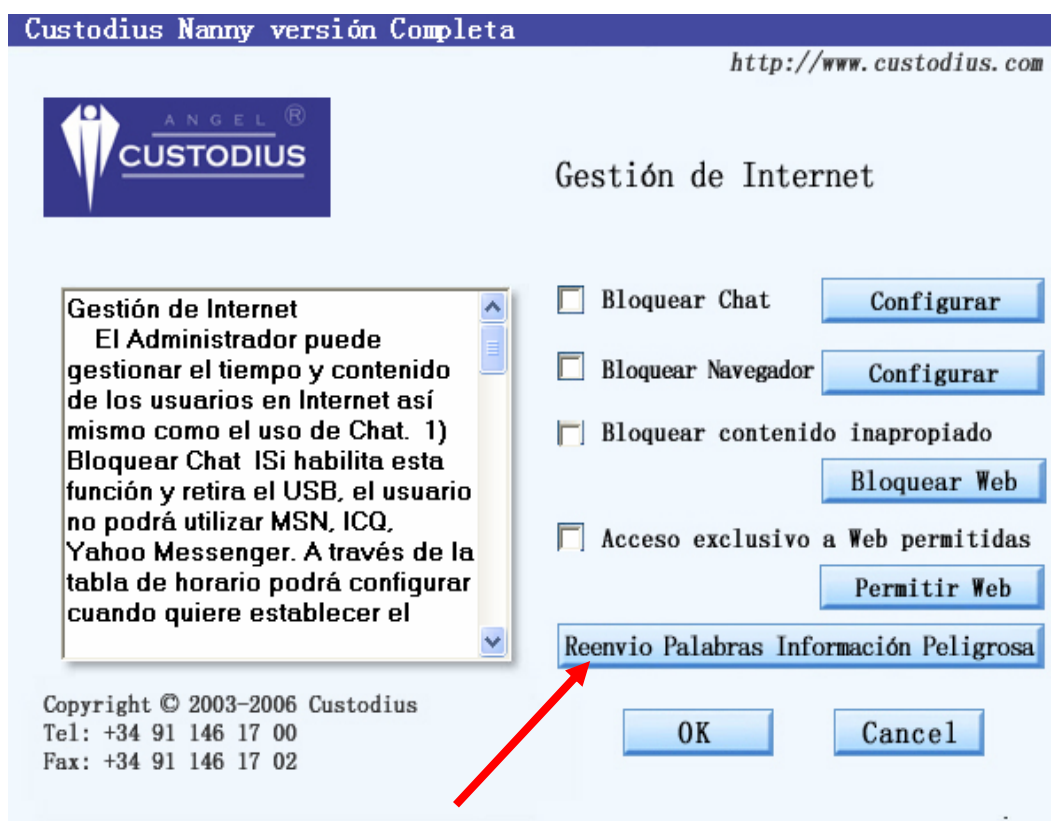 Custodius Nanny versión Completa
http://www.custodius.com
ANGEL ®
CUSTODIUS
Gestión de Internet
Gestión de Internet
El Administrador puede
gestionar el tiempo y contenido
de los usuarios en Internet así
mismo como el uso de Chat. 1)
Bloquear Chat ISi habilita esta
función y retira el USB, el usuario
no podrá utilizar MSN, ICQ,
Yahoo Messenger. A través de la
tabla de horario podrá configurar
cuando quiere establecer el
Bloquear Chat
Configurar
Bloquear Navegador
Configurar
Bloquear contenido inapropiado
Bloquear Web
Acceso exclusivo a Web permitidas
Permitir Web
Reenvio Palabras Información Peligrosa
Copyright © 2003-2006 Custodius
Tel: +34 91 146 17 00
Fax: +34 91 146 17 02
OK
Cancel